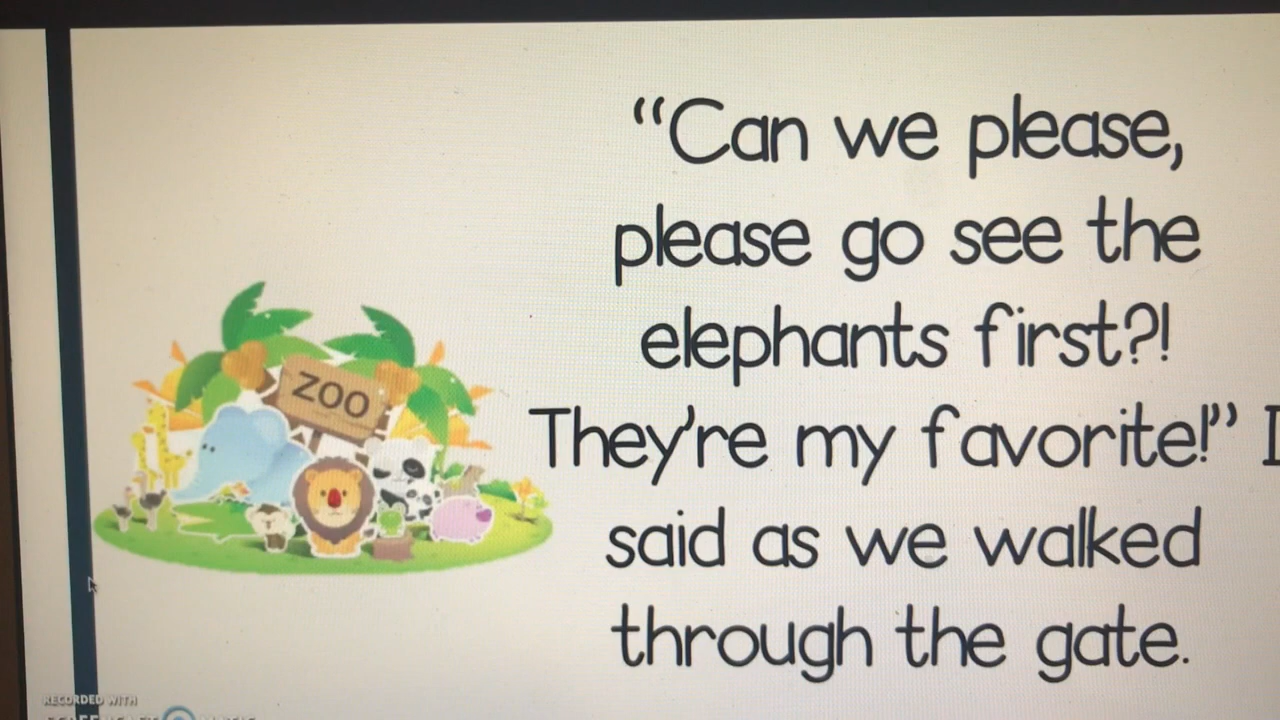 "Can we please,
please go see the
elephants first?!
They're my favorite!" I
said as we walked
through the gate.
ZOO
RECORDED WITH